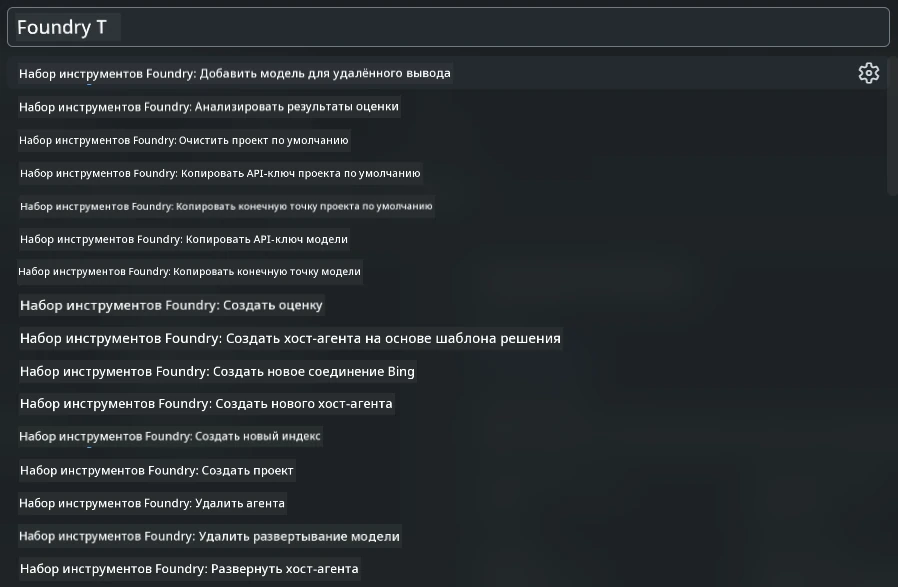 Foundry T
Набор инструментов Foundry: Добавить модель для удалённого вывода
Набор инструментов Foundry: Анализировать результаты оценки
Набор инструментов Foundry: Очистить проект по умолчанию
Набор инструментов Foundry: Копировать API-ключ проекта по умолчанию
Набор инструментов Foundry: Копировать конечную точку проекта по умолчанию
Набор инструментов Foundry: Копировать API-ключ модели
Набор инструментов Foundry: Копировать конечную точку модели
Набор инструментов Foundry: Создать оценку
Набор инструментов Foundry: Создать хост-агента на основе шаблона решения
Набор инструментов Foundry: Создать новое соединение Bing
Набор инструментов Foundry: Создать нового хост-агента
Набор инструментов Foundry: Создать новый индекс
Набор инструментов Foundry: Создать проект
Набор инструментов Foundry: Удалить агента
Набор инструментов Foundry: Удалить развертывание модели
Набор инструментов Foundry: Развернуть хост-агента